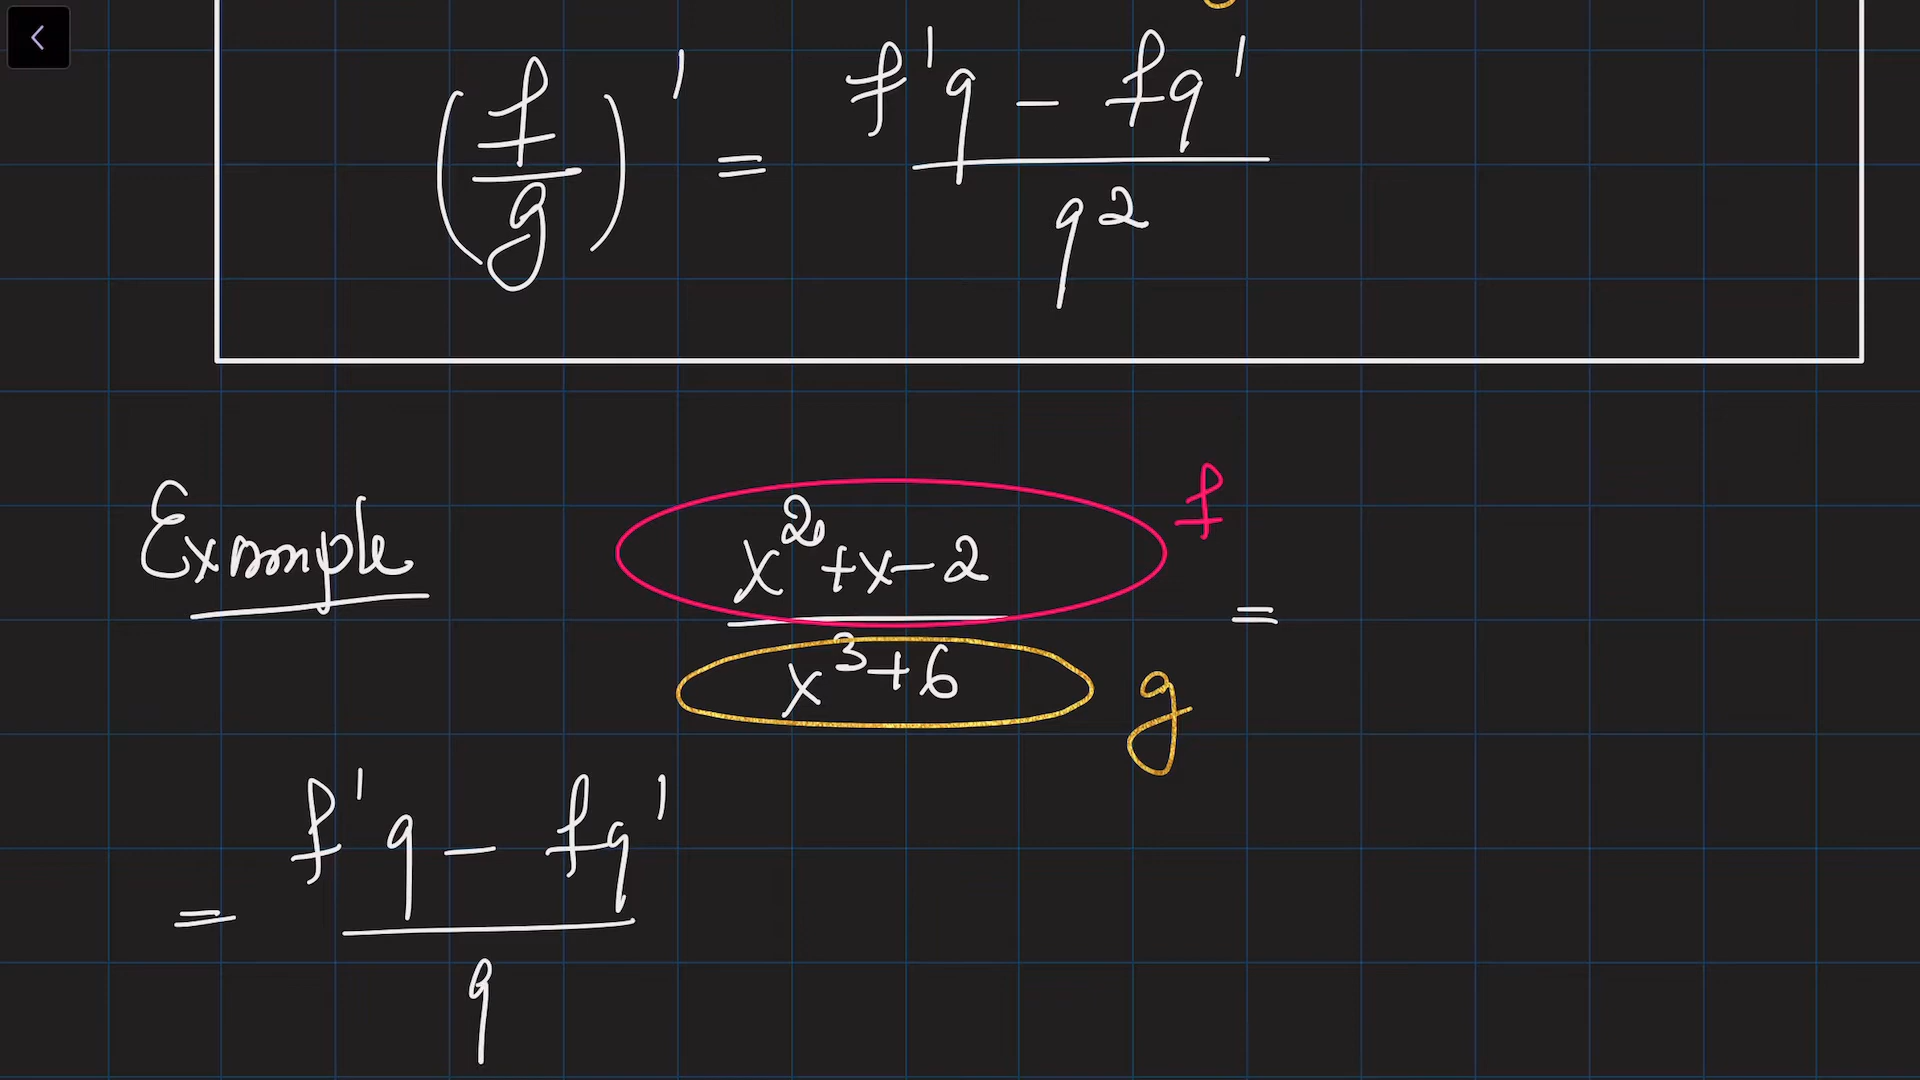 (f/g)' = (f'g - fg')/g²
Example (x²+x-2)/(x³+6) =
f
g
= (f'g - fg')/g